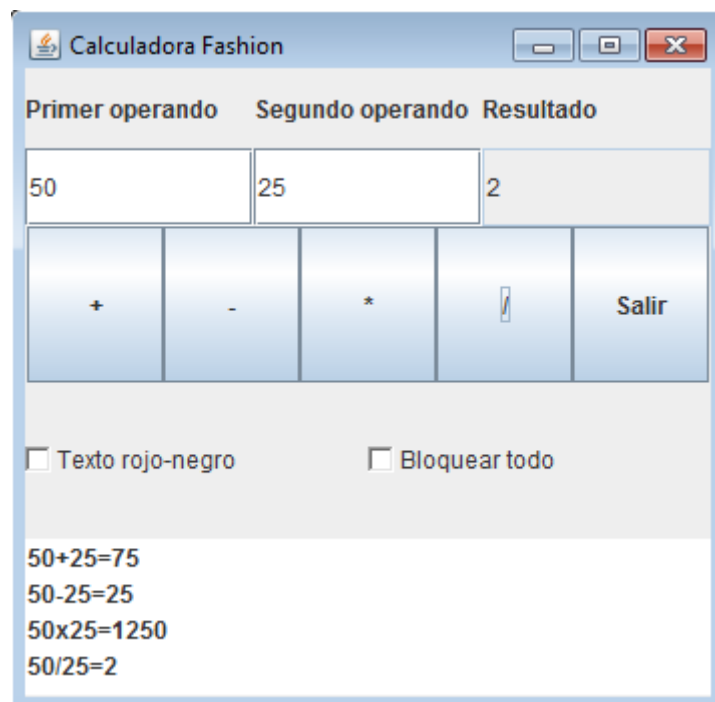 Calculadora Fashion
Primer operando Segundo operando Resultado
50 25 2
+ - * / Salir
Texto rojo-negro Bloquear todo
50+25=75
50-25=25
50x25=1250
50/25=2